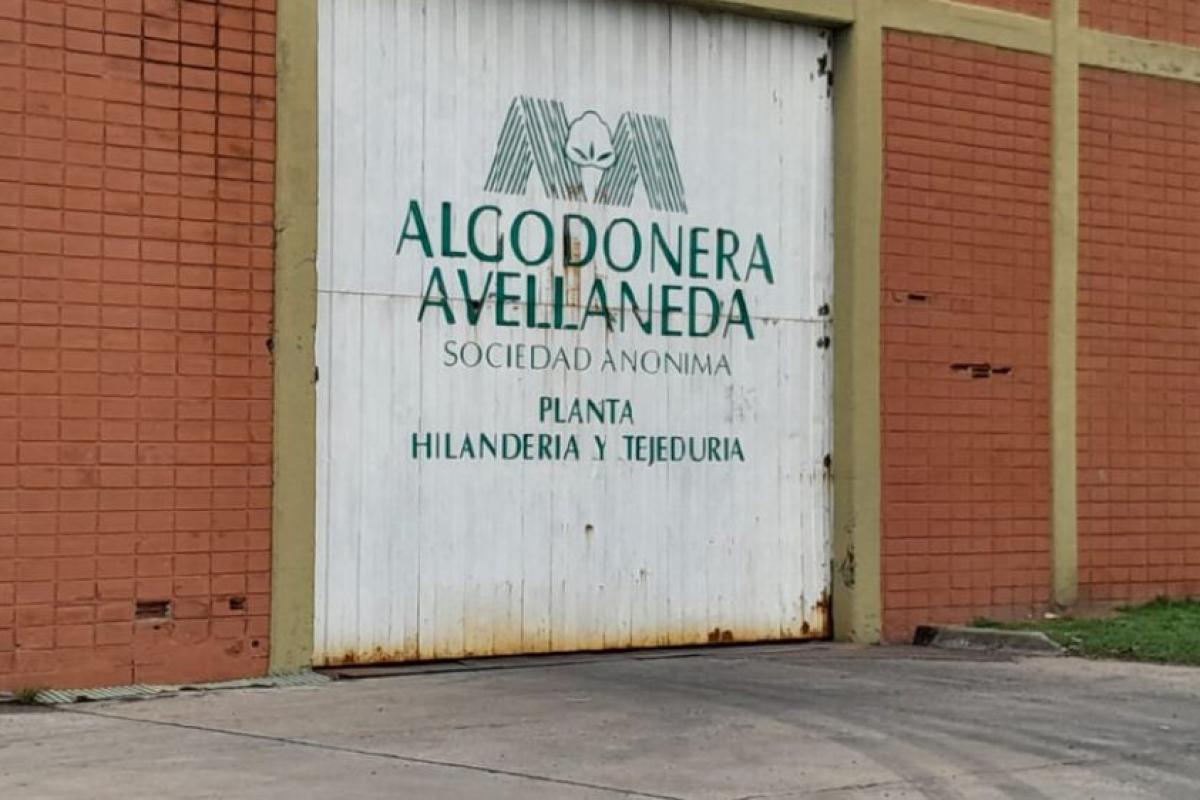 ALGODONERA
AVELLANEDA
SOCIEDAD ANONIMA
PLANTA
HILANDERIA Y TEJEDURIA